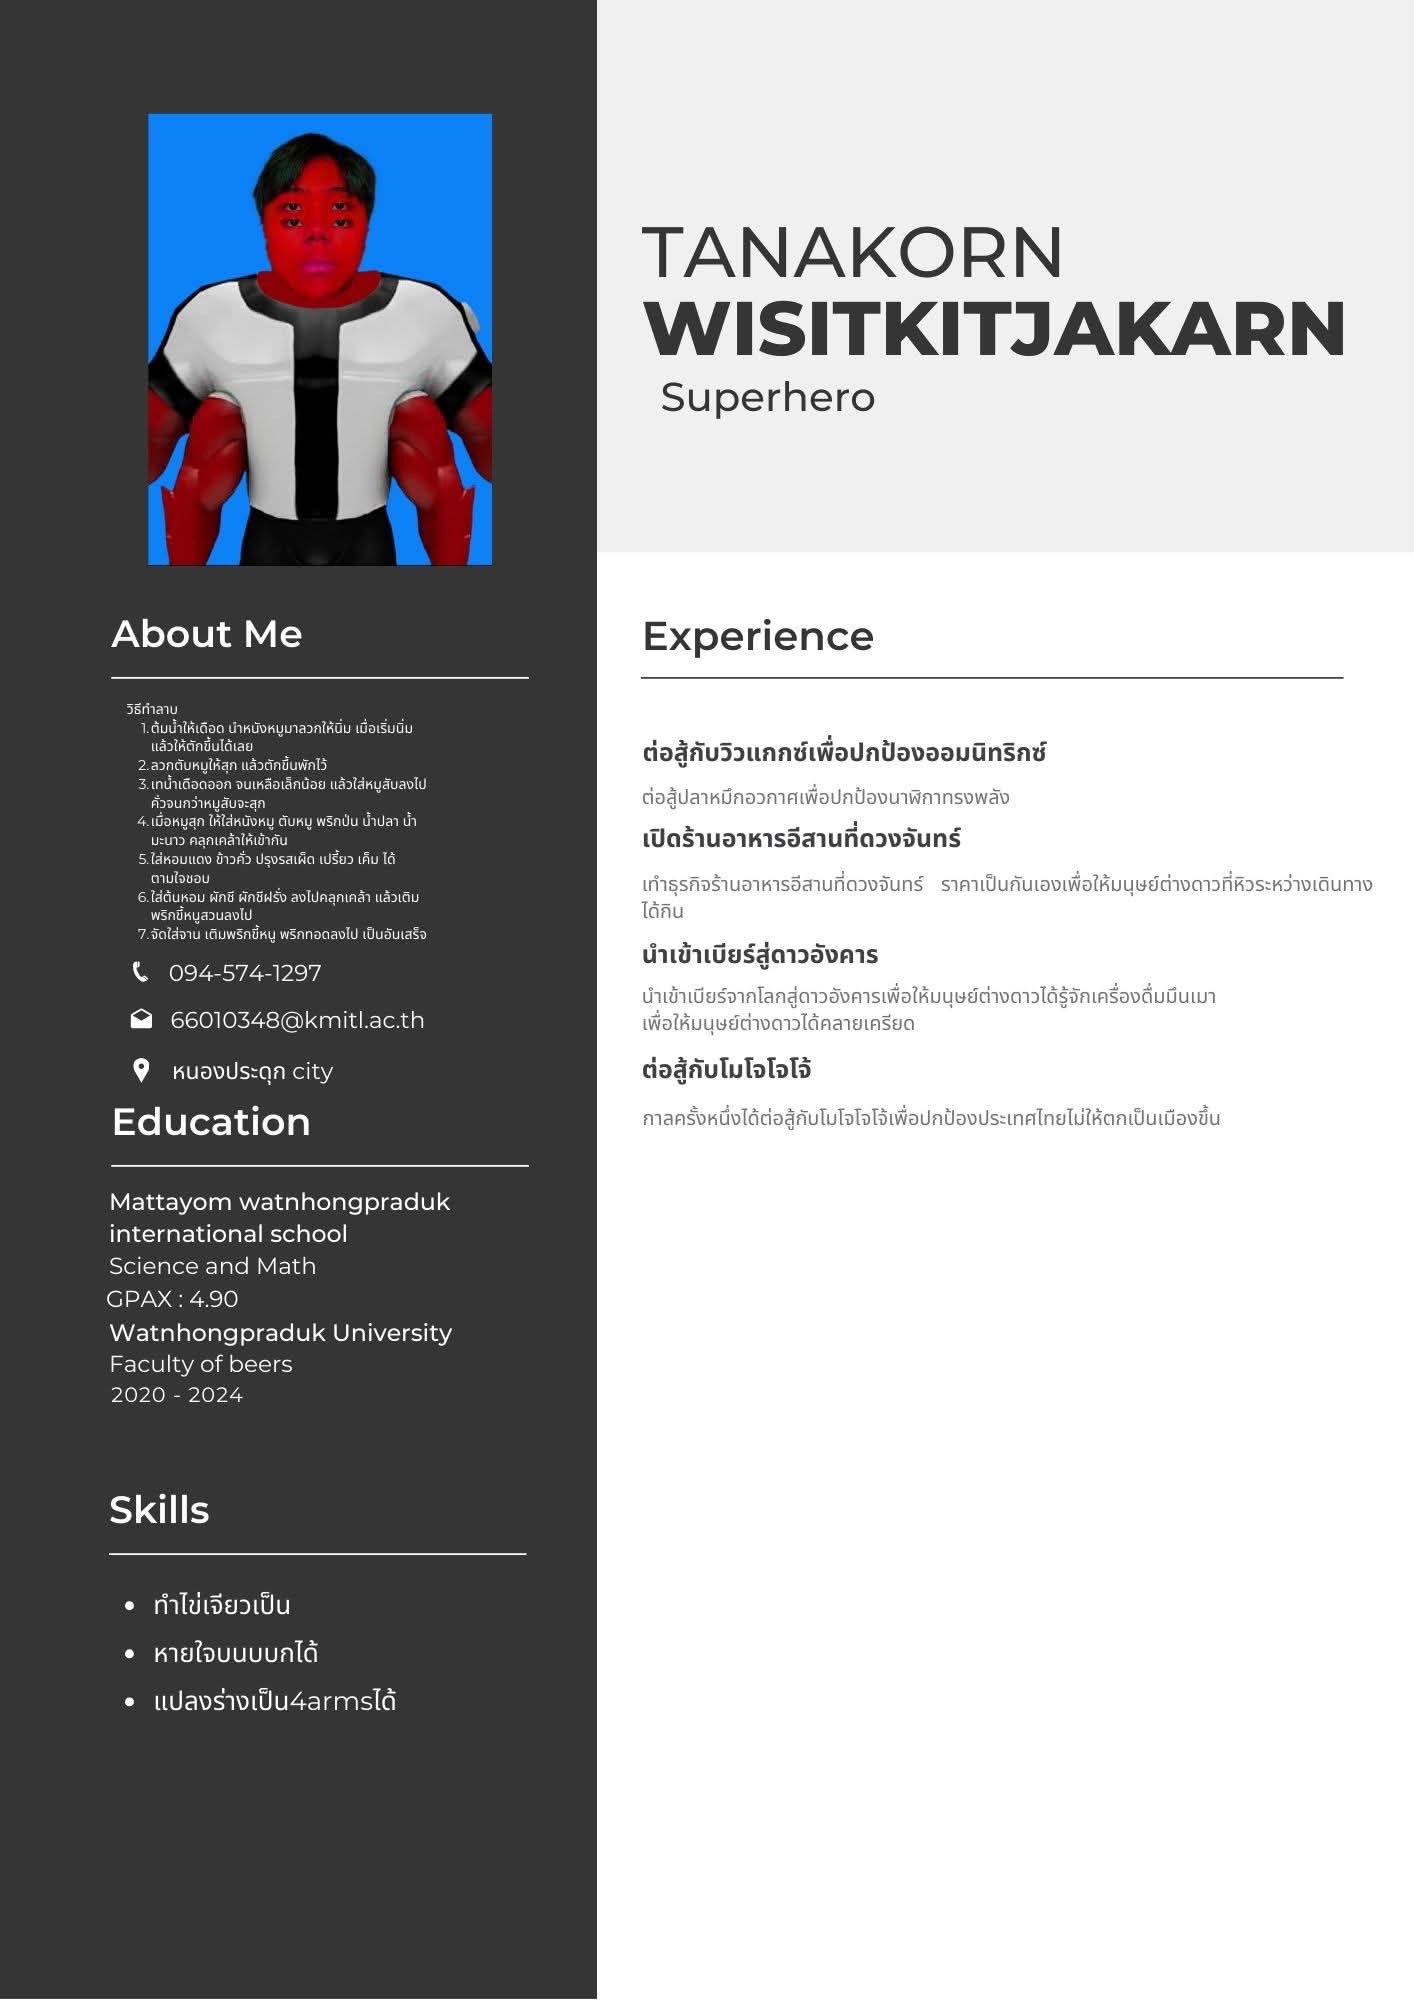 TANAKORN
WISITKITJAKARN
Superhero
About Me
วิธีทำลาบ
1. ต้มน้ำให้เดือด นำหนังหมูมาลวกให้นิ่ม เมื่อเริ่มนิ่ม
แล้วให้ตักขึ้นได้เลย
2. ลวกตับหมูให้สุก แล้วตักขึ้นพักไว้
3. เทน้ำเดือดออก จนเหลือเล็กน้อย แล้วใส่หมูสับลงไป
คั่วจนกว่าหมูสับจะสุก
4. เมื่อหมูสุก ให้ใส่หนังหมู ตับหมู พริกป่น น้ำปลา น้ำ
มะนาว คลุกเคล้าให้เข้ากัน
5. ใส่หอมแดง ข้าวคั่ว ปรุงรสเผ็ด เปรี้ยว เค็ม ได้
ตามใจชอบ
6. ใส่ต้นหอม ผักชี ผักชีฝรั่ง ลงไปคลุกเคล้า แล้วเติม
พริกขี้หนูสวนลงไป
7. จัดใส่จาน เติมพริกขี้หนู พริกทอดลงไป เป็นอันเสร็จ
094-574-1297
66010348@kmitl.ac.th
หนองประดุก city
Education
Mattayom watnhongpraduk
international school
Science and Math
GPAX : 4.90
Watnhongpraduk University
Faculty of beers
2020 - 2024
Skills
• ทำไข่เจียวเป็น
• หายใจบนบบกได้
• แปลงร่างเป็น4armsได้
Experience
ต่อสู้กับวิวแกกซ์เพื่อปกป้องออมนิทริกซ์
ต่อสู้ปลาหมึกอวกาศเพื่อปกป้องนาฬิกาทรงพลัง
เปิดร้านอาหารอีสานที่ดวงจันทร์
เทำธุรกิจร้านอาหารอีสานที่ดวงจันทร์ ราคาเป็นกันเองเพื่อให้มนุษย์ต่างดาวที่หิวระหว่างเดินทาง
ได้กิน
นำเข้าเบียร์สู่ดาวอังคาร
นำเข้าเบียร์จากโลกสู่ดาวอังคารเพื่อให้มนุษย์ต่างดาวได้รู้จักเครื่องดื่มมึนเมา
เพื่อให้มนุษย์ต่างดาวได้คลายเครียด
ต่อสู้กับโมโจโจโจ้
กาลครั้งหนึ่งได้ต่อสู้กับโมโจโจโจ้เพื่อปกป้องประเทศไทยไม่ให้ตกเป็นเมืองขึ้น